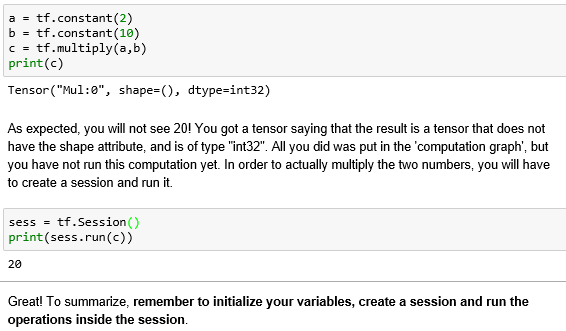 a = tf.constant(2)
b = tf.constant(10)
c = tf.multiply(a,b)
print(c)
Tensor("Mul:0", shape=(), dtype=int32)
As expected, you will not see 20! You got a tensor saying that the result is a tensor that does not
have the shape attribute, and is of type "int32". All you did was put in the 'computation graph', but
you have not run this computation yet. In order to actually multiply the two numbers, you will have
to create a session and run it.
sess = tf.Session()
print(sess.run(c))
20
Great! To summarize, remember to initialize your variables, create a session and run the
operations inside the session.